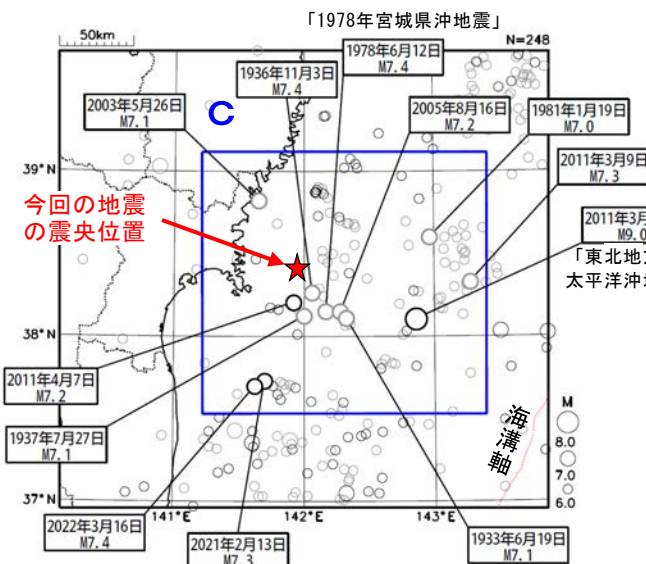 「1978年宮城県沖地震」
50km
N=248
1978年6月12日
M7.4
1936年11月3日
M7.4
2003年5月26日
M7.1
C
2005年8月16日
M7.2
1981年1月19日
M7.0
39°N
2011年3月9日
M7.3
今回の地震
の震央位置
2011年3月
M9.0
「東北地方
太平洋沖地
38°N
2011年4月7日
M7.2
1937年7月27日
M7.1
海溝軸
M
8.0
7.0
6.0
37°N
141°E
142°E
143°E
2022年3月16日
M7.4
2021年2月13日
M7.3
1933年6月19日
M7.1